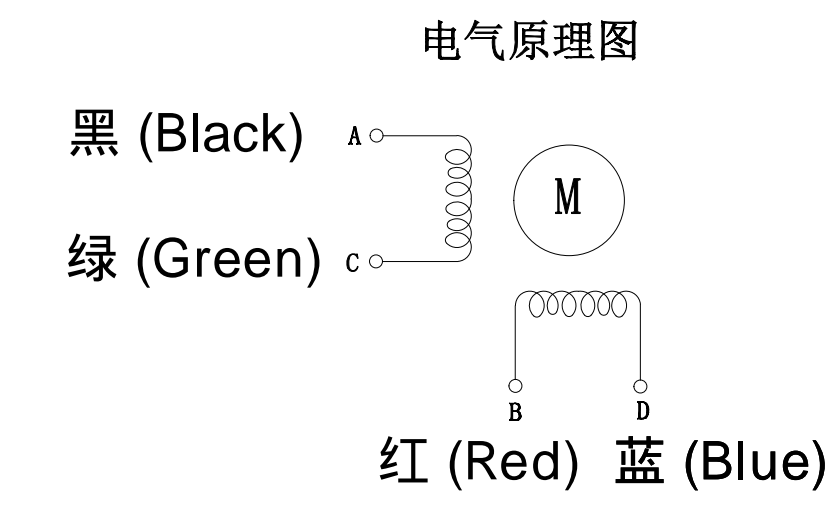 电气原理图
黑 (Black) A
M
绿 (Green) C
B D
红 (Red) 蓝 (Blue)